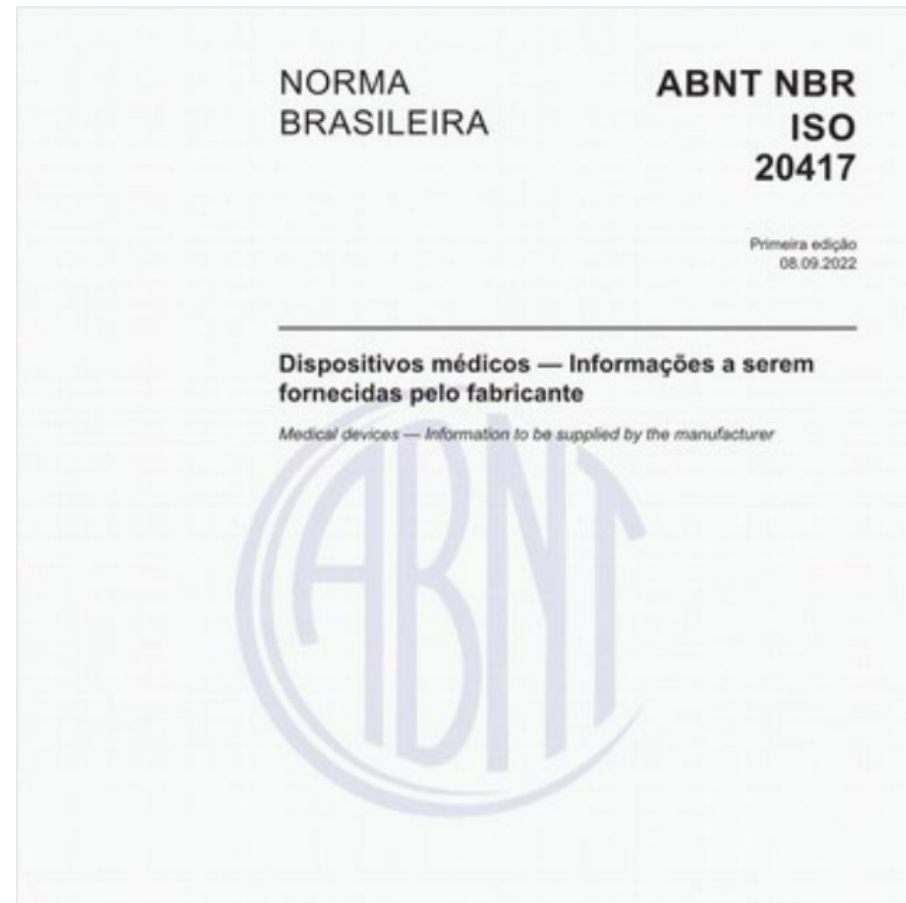 NORMA
BRASILEIRA
ABNT NBR
ISO
20417
Primeira edição
08.09.2022
Dispositivos médicos — Informações a serem
fornecidas pelo fabricante
Medical devices — Information to be supplied by the manufacturer
ABNT